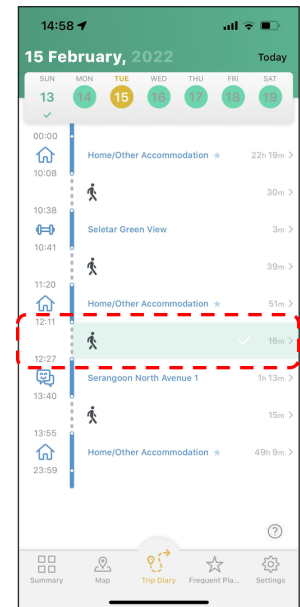 14:58
15 February, 2022 Today
SUN MON TUE WED THU FRI SAT
13 14 15 16 17 18 19
00:00
Home/Other Accommodation 22h 19m >
10:08
30m >
10:38
Seletar Green View 3m >
10:41
39m >
11:20
Home/Other Accommodation 51m >
12:11
16m >
12:27
Serangoon North Avenue 1 1h 13m >
13:40
15m >
13:55
Home/Other Accommodation 49h 9m >
23:59
?
Summary Map Trip Diary Frequent Pla... Settings